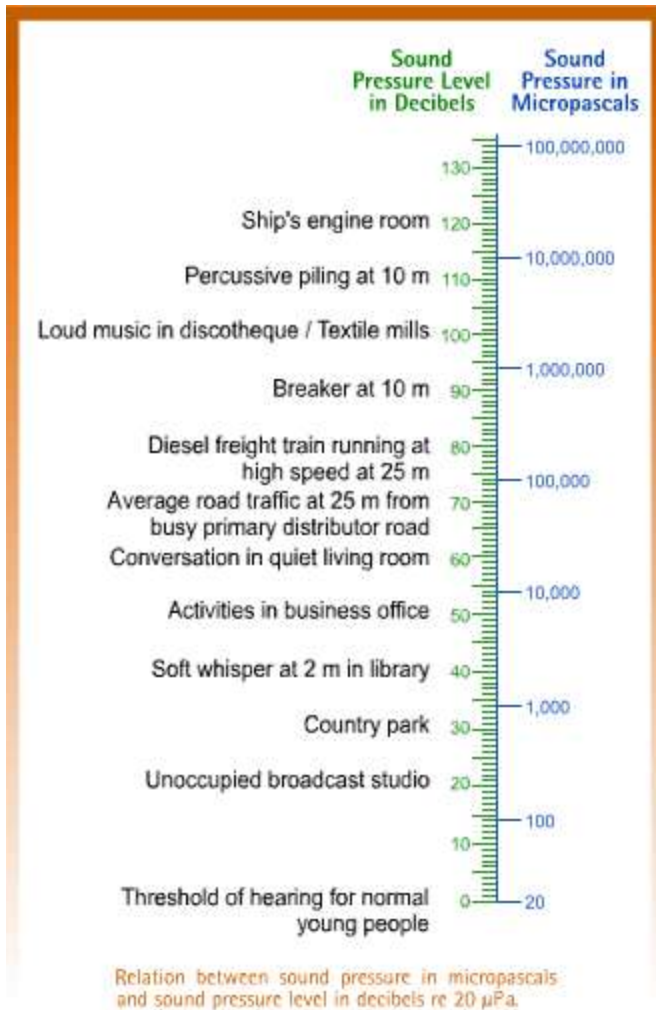 Sound
Pressure Level
in Decibels
Sound
Pressure in
Micropascals
100,000,000
130
Ship's engine room 120
10,000,000
Percussive piling at 10 m 110
Loud music in discotheque / Textile mills 100
1,000,000
Breaker at 10 m 90
Diesel freight train running at 80
high speed at 25 m
100,000
Average road traffic at 25 m from 70
busy primary distributor road
Conversation in quiet living room 60
10,000
Activities in business office 50
Soft whisper at 2 m in library 40
1,000
Country park 30
Unoccupied broadcast studio 20
100
10
Threshold of hearing for normal 0 20
young people
Relation between sound pressure in micropascals
and sound pressure level in decibels re 20 µPa.